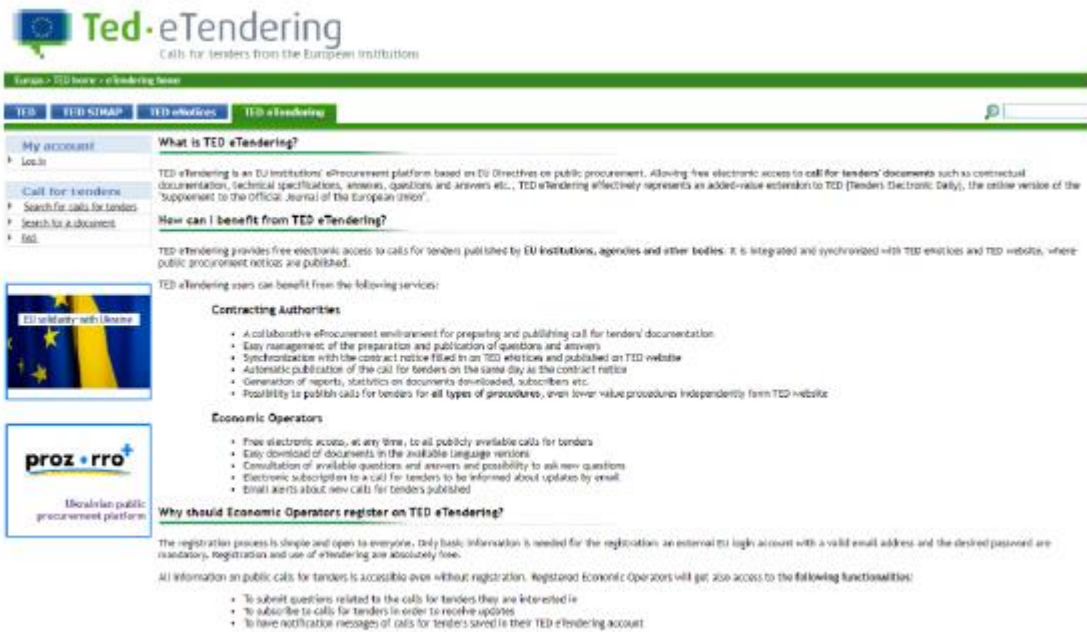 Ted·eTendering
Calls for tenders from the European institutions
Europa > TED home > eTendering home
TED TED SIMAP TED eNotices TED eTendering
My account
Log in
Call for tenders
Search for calls for tenders
Search for a document
FAQ
EU solidarity with Ukraine
proz•rro+
Ukrainian public
procurement platform
What is TED eTendering?
TED eTendering is an EU institutions' eProcurement platform based on EU Directives on public procurement. Allowing free electronic access to call for tenders' documents such as contractual
documentation, technical specifications, annexes, questions and answers etc., TED eTendering effectively represents an added-value extension to TED (Tenders Electronic Daily), the online version of the
"Supplement to the Official Journal of the European Union".
How can I benefit from TED eTendering?
TED eTendering provides free electronic access to calls for tenders published by EU institutions, agencies and other bodies. It is integrated and synchronized with TED eNotices and TED website, where
public procurement notices are published.
TED eTendering users can benefit from the following services:
Contracting Authorities
• A collaborative eProcurement environment for preparing and publishing call for tenders' documentation
• Easy management of the preparation and publication of questions and answers
• Synchronization with the contract notice filled in on TED eNotices and published on TED website
• Automatic publication of the call for tenders on the same day as the contract notice
• Generation of reports, statistics on documents downloaded, subscribers etc.
• Possibility to publish calls for tenders for all types of procedures, even lower value procedures independently form TED website
Economic Operators
• Free electronic access, at any time, to all publicly available calls for tenders
• Easy download of documents in the available language versions
• Consultation of available questions and answers and possibility to ask new questions
• Electronic subscription to a call for tenders to be informed about updates by email
• Email alerts about new calls for tenders published
Why should Economic Operators register on TED eTendering?
The registration process is simple and open to everyone. Only basic information is needed for the registration: an external EU login account with a valid email address and the desired password are
mandatory. Registration and use of eTendering are absolutely free.
All information on public calls for tenders is accessible even without registration. Registered Economic Operators will get also access to the following functionalities:
• To submit questions related to the calls for tenders they are interested in
• To subscribe to calls for tenders in order to receive updates
• To have notification messages of calls for tenders saved in their TED eTendering account